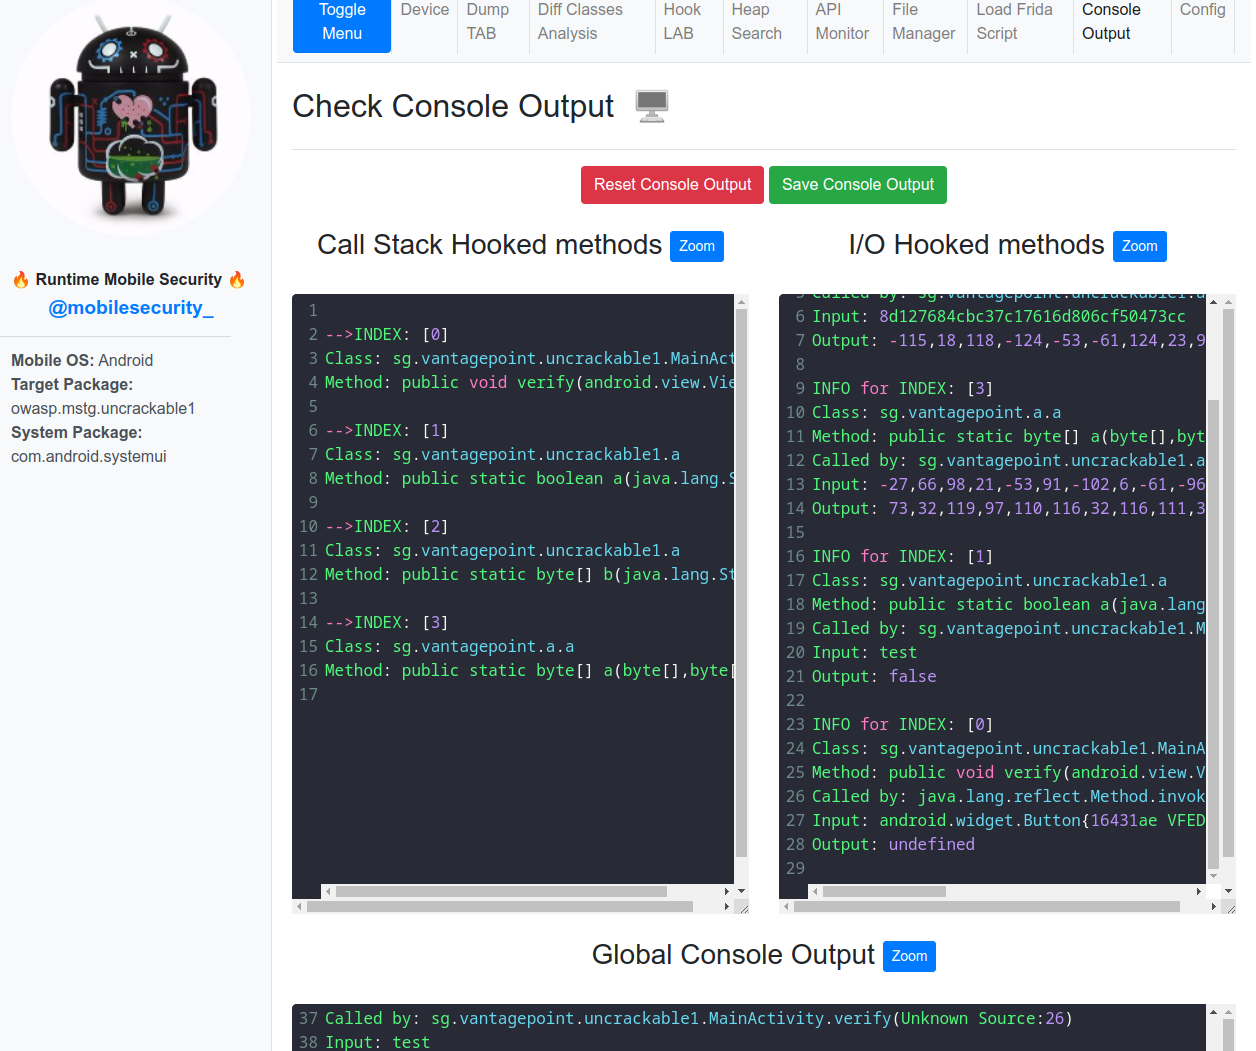 Toggle Menu
Device
Dump TAB
Diff Classes Analysis
Hook LAB
Heap Search
API Monitor
File Manager
Load Frida Script
Console Output
Config
Check Console Output
Reset Console Output
Save Console Output
🔥 Runtime Mobile Security 🔥
@mobilesecurity_
Mobile OS: Android
Target Package:
owasp.mstg.uncrackable1
System Package:
com.android.systemui
Call Stack Hooked methods Zoom
1
2 -->INDEX: [0]
3 Class: sg.vantagepoint.uncrackable1.MainAct
4 Method: public void verify(android.view.Vie
5
6 -->INDEX: [1]
7 Class: sg.vantagepoint.uncrackable1.a
8 Method: public static boolean a(java.lang.S
9
10 -->INDEX: [2]
11 Class: sg.vantagepoint.uncrackable1.a
12 Method: public static byte[] b(java.lang.St
13
14 -->INDEX: [3]
15 Class: sg.vantagepoint.a.a
16 Method: public static byte[] a(byte[],byte[
17
I/O Hooked methods Zoom
5 Called by: sg.vantagepoint.uncrackable1.a
6 Input: 8d127684cbc37c17616d806cf50473cc
7 Output: -115,18,118,-124,-53,-61,124,23,9
8
9 INFO for INDEX: [3]
10 Class: sg.vantagepoint.a.a
11 Method: public static byte[] a(byte[],byt
12 Called by: sg.vantagepoint.uncrackable1.a
13 Input: -27,66,98,21,-53,91,-102,6,-61,-96
14 Output: 73,32,119,97,110,116,32,116,111,3
15
16 INFO for INDEX: [1]
17 Class: sg.vantagepoint.uncrackable1.a
18 Method: public static boolean a(java.lang
19 Called by: sg.vantagepoint.uncrackable1.M
20 Input: test
21 Output: false
22
23 INFO for INDEX: [0]
24 Class: sg.vantagepoint.uncrackable1.MainA
25 Method: public void verify(android.view.V
26 Called by: java.lang.reflect.Method.invok
27 Input: android.widget.Button{16431ae VFED
28 Output: undefined
29
Global Console Output Zoom
37 Called by: sg.vantagepoint.uncrackable1.MainActivity.verify(Unknown Source:26)
38 Input: test